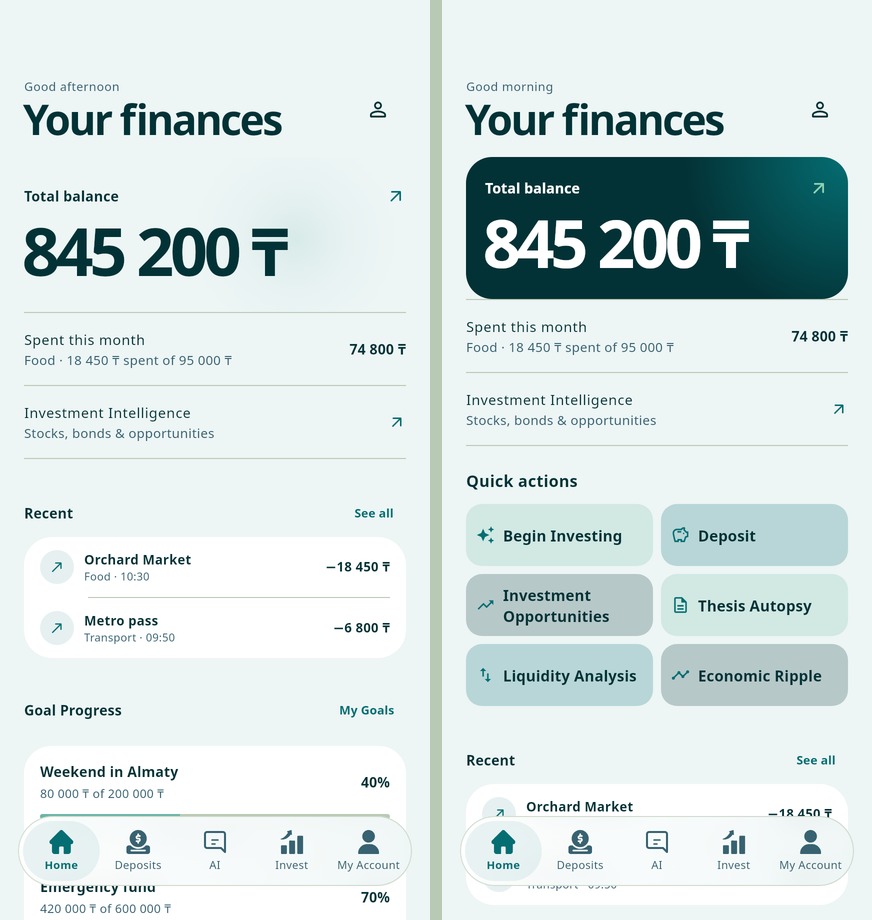 Good afternoon
Your finances
Total balance
845 200 ₸
Spent this month
Food · 18 450 ₸ spent of 95 000 ₸
74 800 ₸
Investment Intelligence
Stocks, bonds & opportunities
Recent
See all
Orchard Market
Food · 10:30
−18 450 ₸
Metro pass
Transport · 09:50
−6 800 ₸
Goal Progress
My Goals
Weekend in Almaty
80 000 ₸ of 200 000 ₸
40%
Emergency fund
420 000 ₸ of 600 000 ₸
70%
Home
Deposits
AI
Invest
My Account
Good morning
Your finances
Total balance
845 200 ₸
Spent this month
Food · 18 450 ₸ spent of 95 000 ₸
74 800 ₸
Investment Intelligence
Stocks, bonds & opportunities
Quick actions
Begin Investing
Deposit
Investment
Opportunities
Thesis Autopsy
Liquidity Analysis
Economic Ripple
Recent
See all
Orchard Market
−18 450 ₸
Transport · 09:50
Home
Deposits
AI
Invest
My Account